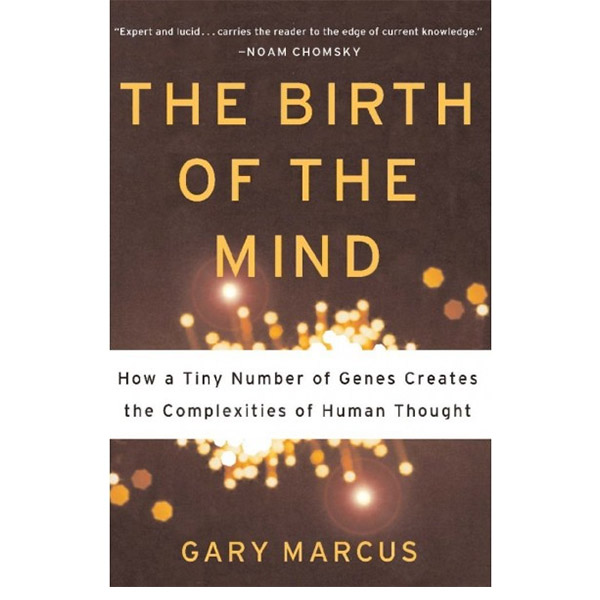 “Expert and lucid . . . carries the reader to the edge of current knowledge.”
—NOAM CHOMSKY
THE BIRTH
OF THE
MIND
How a Tiny Number of Genes Creates
the Complexities of Human Thought
GARY MARCUS